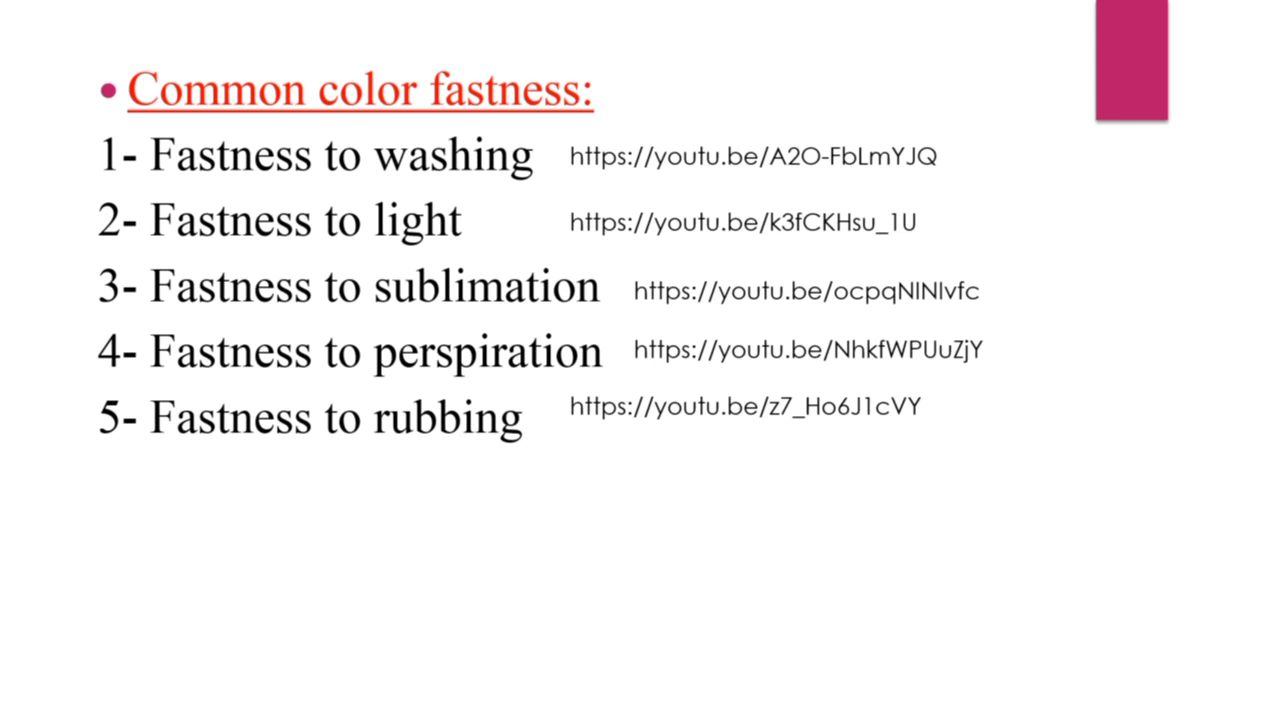 • Common color fastness:
1- Fastness to washing https://youtu.be/A2O-FbLmYJQ
2- Fastness to light https://youtu.be/k3fCKHsu_1U
3- Fastness to sublimation https://youtu.be/ocpqNlNlvfc
4- Fastness to perspiration https://youtu.be/NhkfWPUuZjY
5- Fastness to rubbing https://youtu.be/z7_Ho6J1cVY